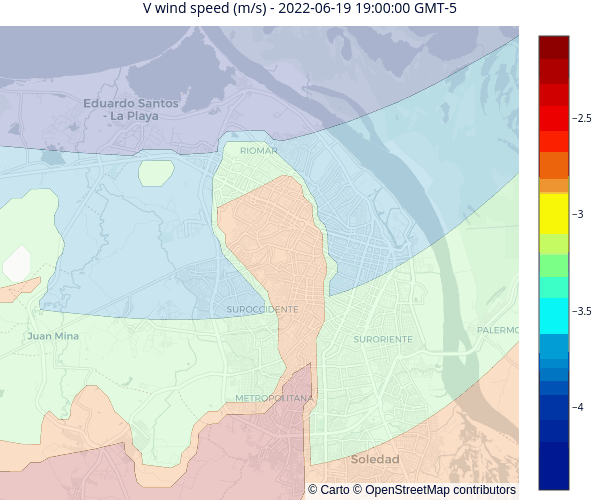 V wind speed (m/s) - 2022-06-19 19:00:00 GMT-5
Eduardo Santos
- La Playa
−2.5
RIOMAR
−3
SUROCCIDENTE
−3.5
Juan Mina
SURORIENTE
PALERMO
METROPOLITANA
−4
Soledad
© Carto © OpenStreetMap contributors